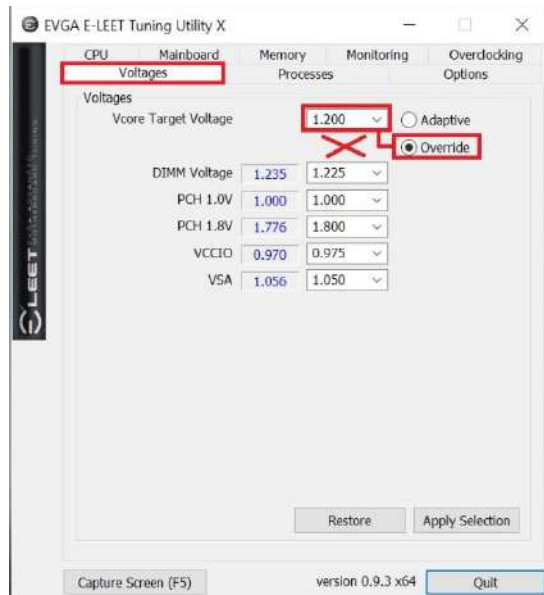 EVGA E-LEET Tuning Utility X
CPU Mainboard Memory Monitoring Overclocking
Voltages Processes Options
Voltages
Vcore Target Voltage 1.200 Adaptive
Override
DIMM Voltage 1.235 1.225
PCH 1.0V 1.000 1.000
PCH 1.8V 1.776 1.800
VCCIO 0.970 0.975
VSA 1.056 1.050
Restore Apply Selection
Capture Screen (F5) version 0.9.3 x64 Quit
ELEET